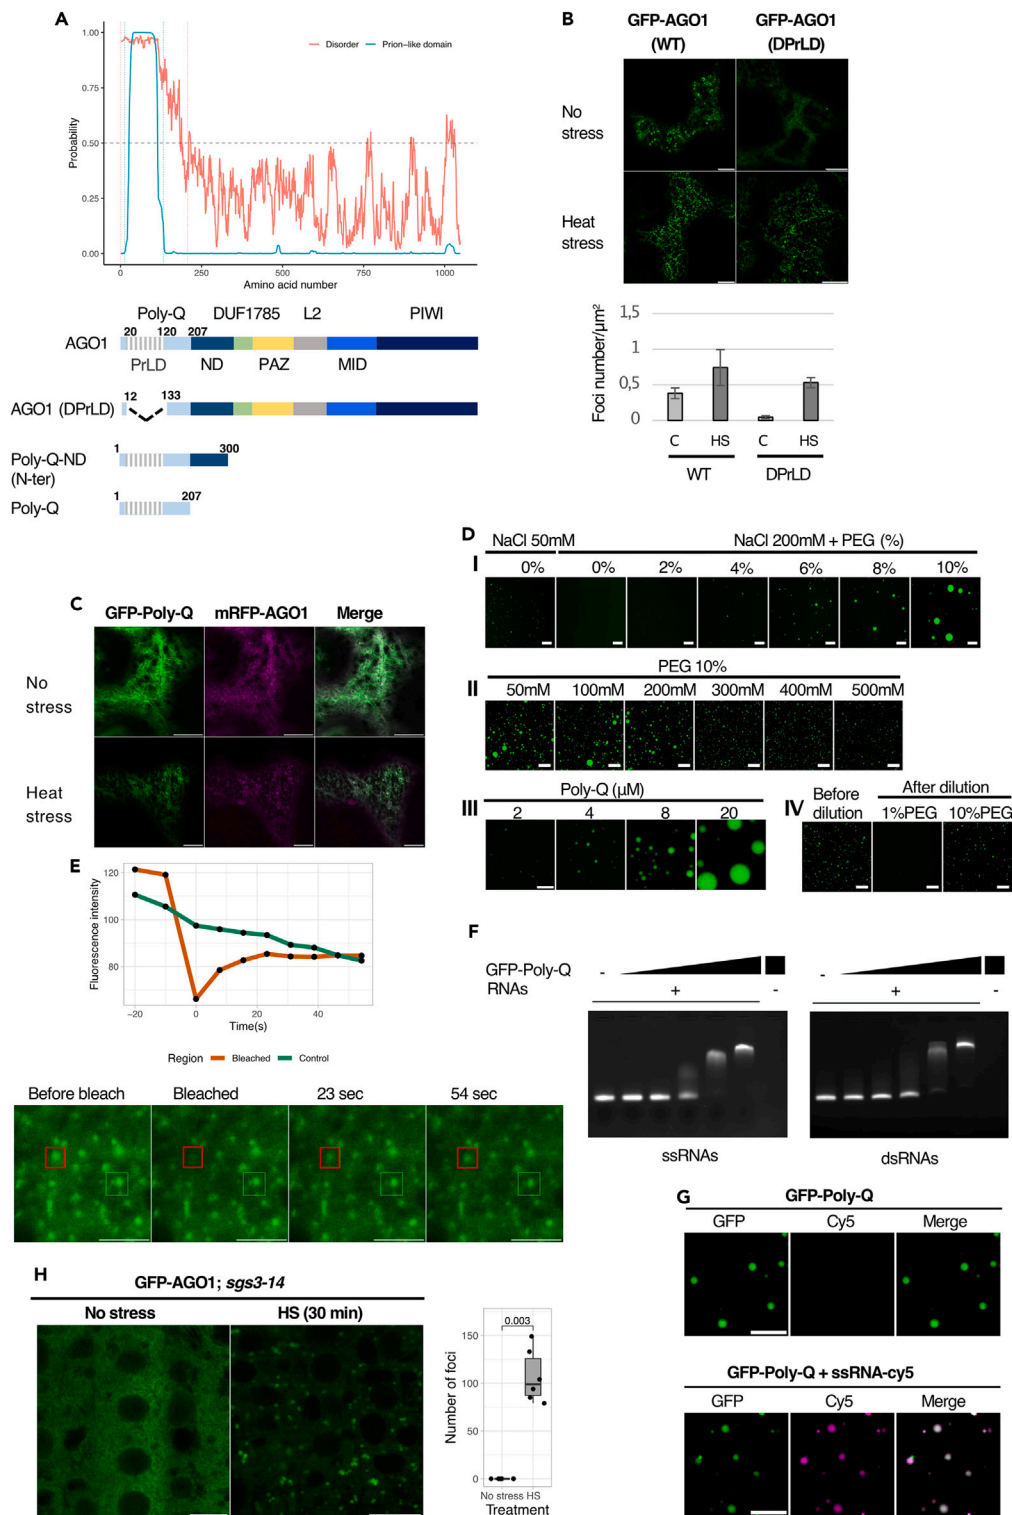 A
1.00
0.75
0.50
0.25
0.00
Probability
Disorder
Prion-like domain
0
250
500
750
1000
Amino acid number
Poly-Q
DUF1785
L2
PIWI
20
120
207
AGO1
PrLD
ND
PAZ
MID
12
133
AGO1 (DPrLD)
1
300
Poly-Q-ND
(N-ter)
1
207
Poly-Q
B
GFP-AGO1
(WT)
GFP-AGO1
(DPrLD)
No
stress
Heat
stress
Foci number/µm²
1,5
1
0,5
0
C
HS
C
HS
WT
DPrLD
C
GFP-Poly-Q
mRFP-AGO1
Merge
No
stress
Heat
stress
D
NaCl 50mM
NaCl 200mM + PEG (%)
I
0%
0%
2%
4%
6%
8%
10%
PEG 10%
II
50mM
100mM
200mM
300mM
400mM
500mM
Poly-Q (µM)
III
2
4
8
20
IV
Before
dilution
After dilution
1%PEG
10%PEG
E
Fluorescence intensity
120
100
80
−20
0
20
40
Time(s)
Region
Bleached
Control
Before bleach
Bleached
23 sec
54 sec
F
GFP-Poly-Q
-
-
RNAs
+
-
+
-
ssRNAs
dsRNAs
G
GFP-Poly-Q
GFP
Cy5
Merge
GFP-Poly-Q + ssRNA-cy5
GFP
Cy5
Merge
H
GFP-AGO1; sgs3-14
No stress
HS (30 min)
Number of foci
150
100
50
0
0.003
No stress
HS
Treatment